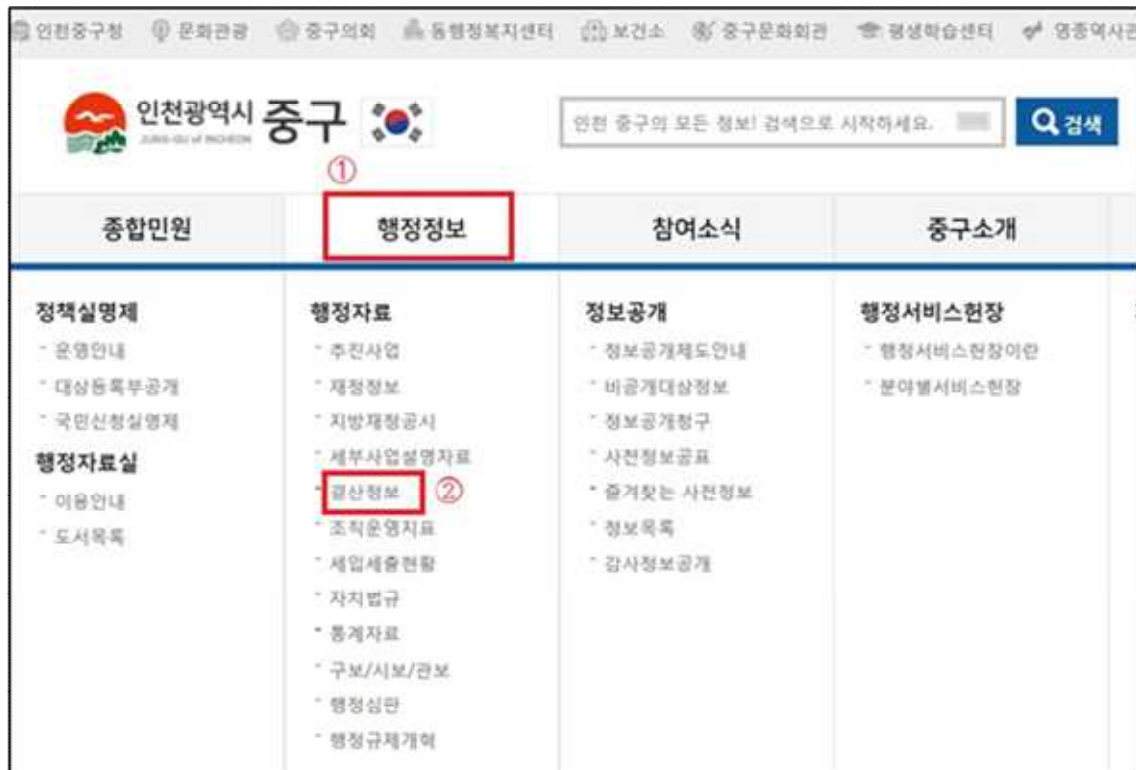 인천중구청 문화관광 중구의회 동행정복지센터 보건소 중구문화회관 평생학습센터 영종역사관
인천광역시 중구
JUNG-GU of INCHEON
인천 중구의 모든 정보! 검색으로 시작하세요. 검색
①
종합민원 행정정보 참여소식 중구소개
정책실명제
- 운영안내
- 대상등록부공개
- 국민신청실명제
행정자료실
- 이용안내
- 도서목록
행정자료
- 추진사업
- 재정정보
- 지방재정공시
- 세부사업설명자료
- 결산정보 ②
- 조직운영지표
- 세입세출현황
- 자치법규
- 통계자료
- 구보/시보/관보
- 행정심판
- 행정규제개혁
정보공개
- 정보공개제도안내
- 비공개대상정보
- 정보공개청구
- 사전정보공표
- 즐겨찾는 사전정보
- 정보목록
- 감사정보공개
행정서비스헌장
- 행정서비스헌장이란
- 분야별서비스헌장